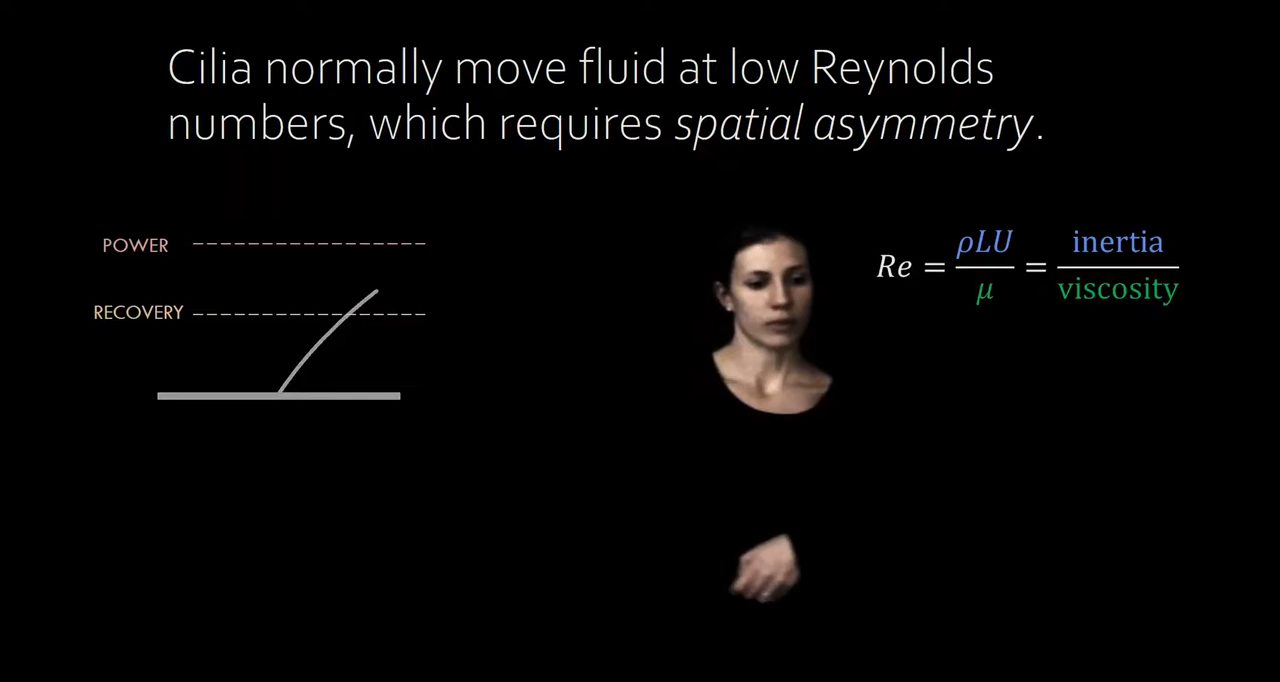 Cilia normally move fluid at low Reynolds
numbers, which requires spatial asymmetry.
POWER
RECOVERY
Re = ρLU / μ = inertia / viscosity